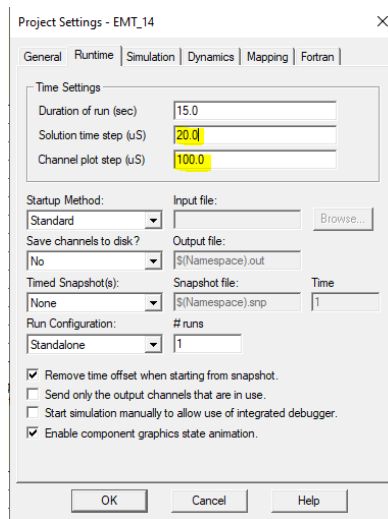 Project Settings - EMT_14
General Runtime Simulation Dynamics Mapping Fortran
Time Settings
Duration of run (sec) 15.0
Solution time step (uS) 20.0
Channel plot step (uS) 100.0
Startup Method: Input file:
Standard Browse...
Save channels to disk? Output file:
No $(Namespace).out
Timed Snapshot(s): Snapshot file: Time
None $(Namespace).snp 1
Run Configuration: # runs
Standalone 1
Remove time offset when starting from snapshot.
Send only the output channels that are in use.
Start simulation manually to allow use of integrated debugger.
Enable component graphics state animation.
OK Cancel Help